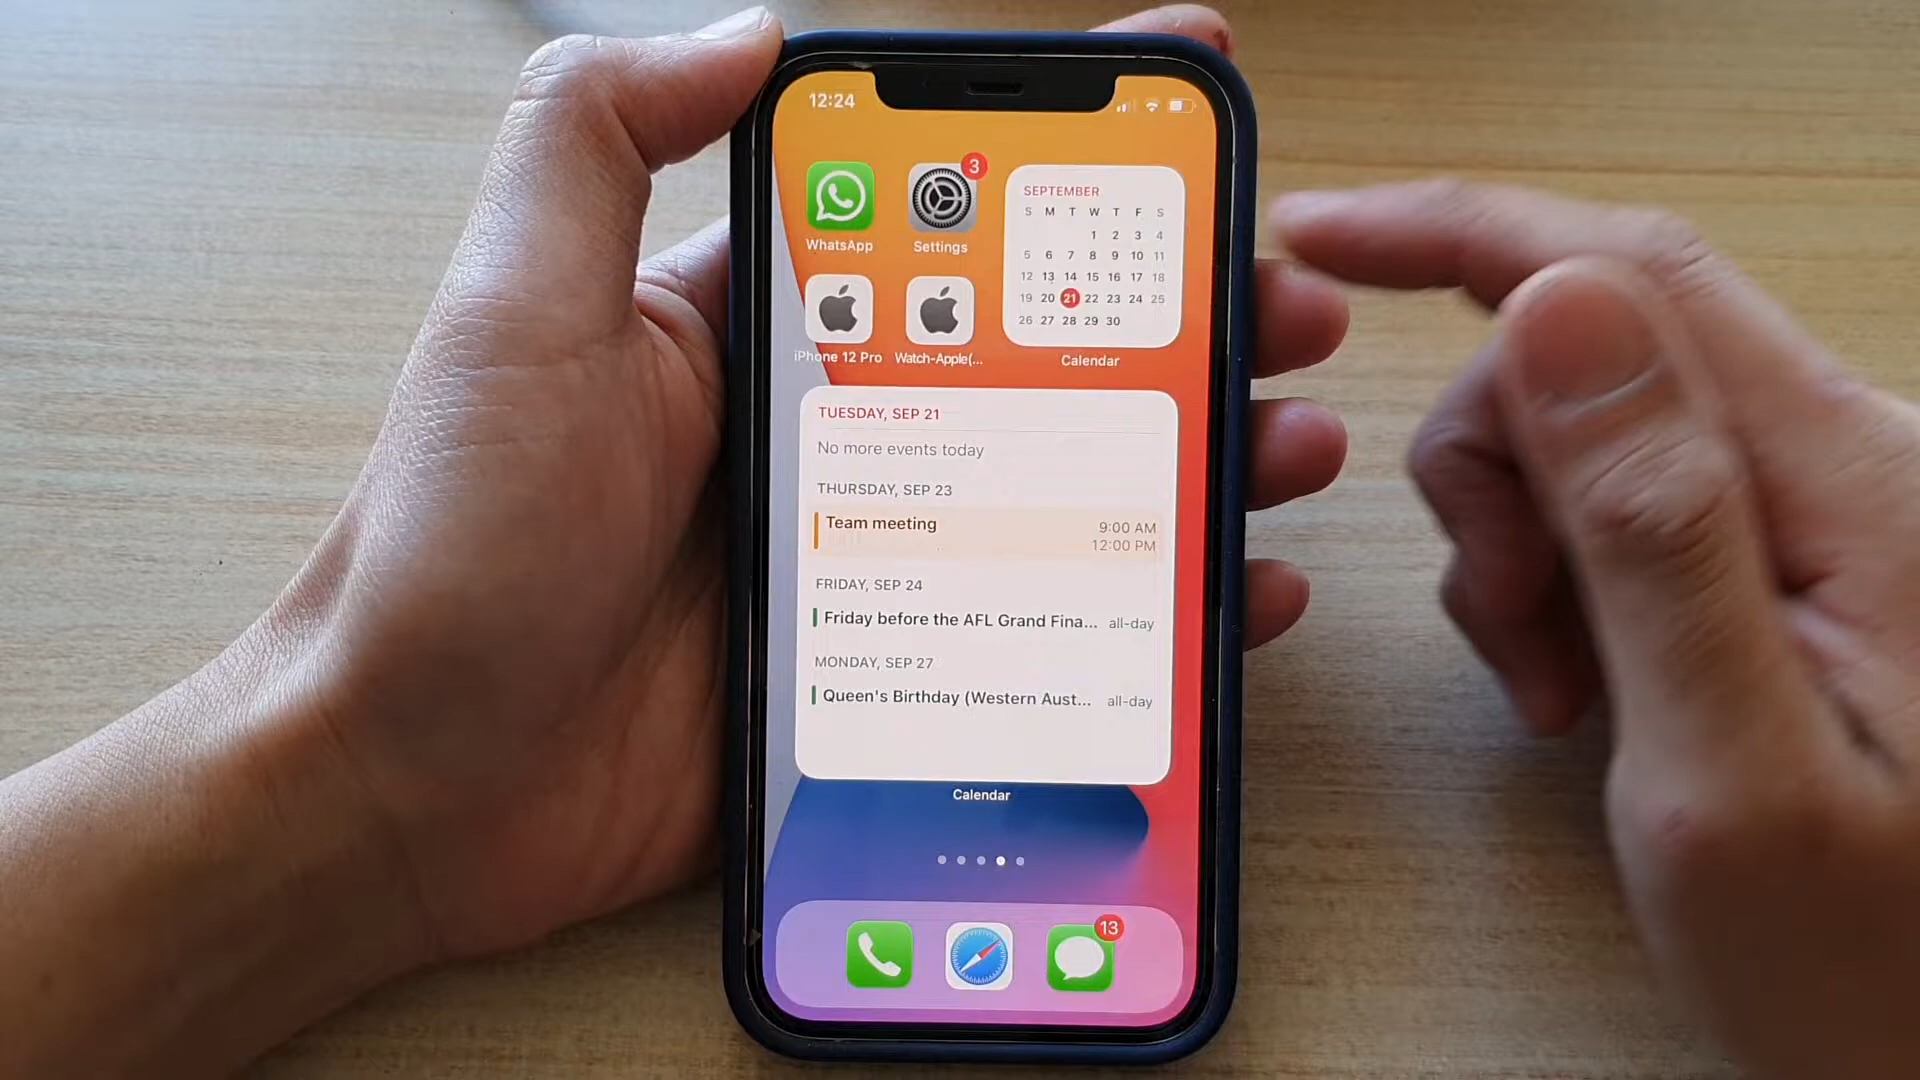 12:24
3
WhatsApp
Settings
iPhone 12 Pro
Watch-Apple(...
SEPTEMBER
S M T W T F S
1 2 3 4
5 6 7 8 9 10 11
12 13 14 15 16 17 18
19 20 21 22 23 24 25
26 27 28 29 30
Calendar
TUESDAY, SEP 21
No more events today
THURSDAY, SEP 23
Team meeting 9:00 AM
12:00 PM
FRIDAY, SEP 24
Friday before the AFL Grand Fina... all-day
MONDAY, SEP 27
Queen's Birthday (Western Aust... all-day
Calendar
13